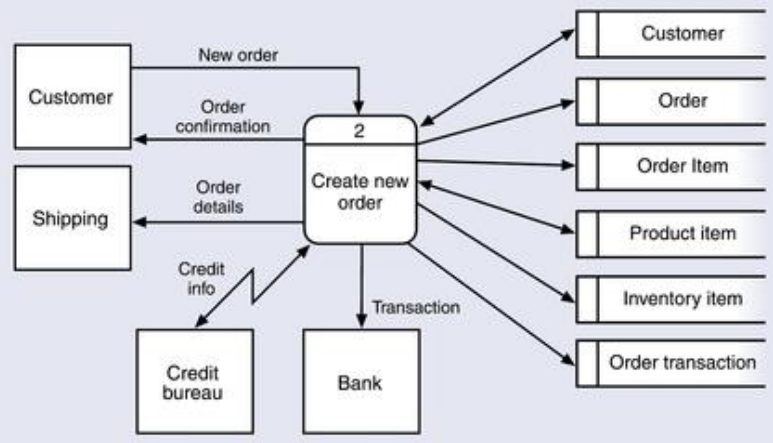 Customer
New order
Customer
Order
confirmation
2
Order
Create new
order
Order Item
Shipping
Order
details
Product item
Credit
info
Transaction
Inventory item
Credit
bureau
Bank
Order transaction